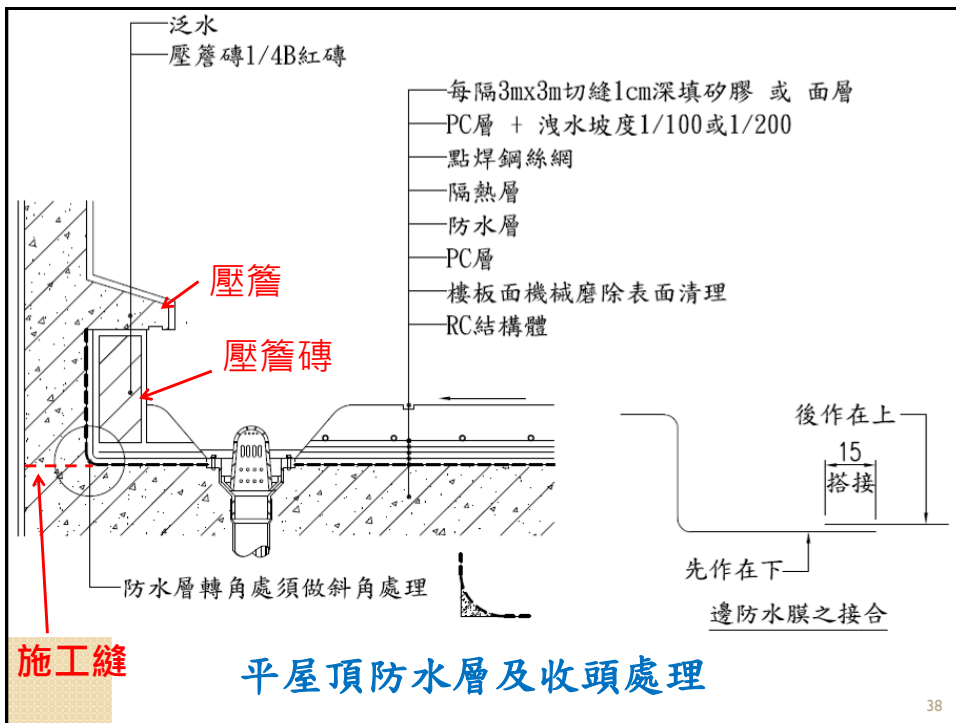 泛水
壓簷磚1/4B紅磚
每隔3mx3m切縫1cm深填矽膠 或 面層
PC層 + 洩水坡度1/100或1/200
點焊鋼絲網
隔熱層
防水層
PC層
樓板面機械磨除表面清理
RC結構體
壓簷
壓簷磚
後作在上
15
搭接
先作在下
邊防水膜之接合
防水層轉角處須做斜角處理
施工縫
平屋頂防水層及收頭處理
38